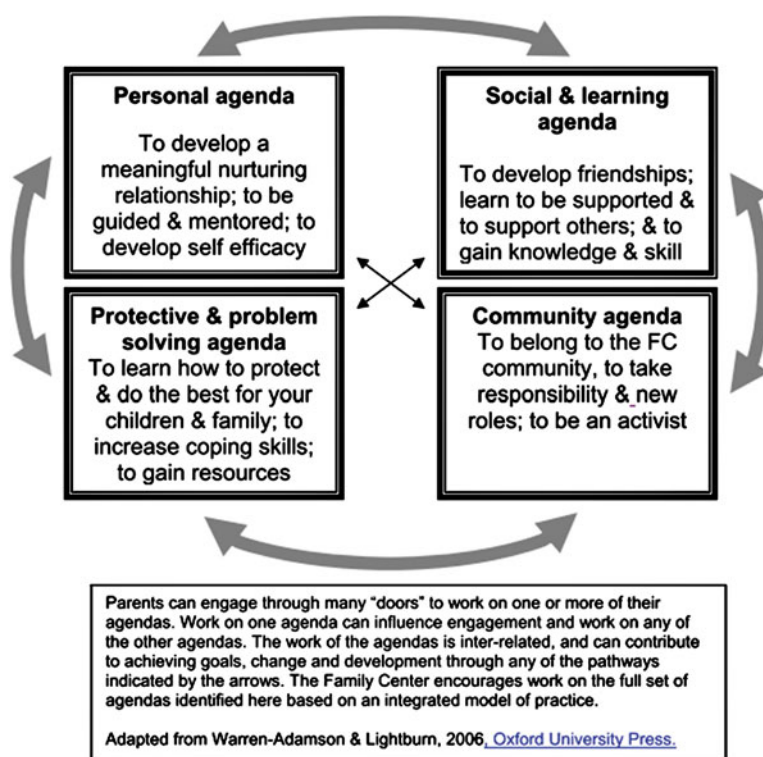 Personal agenda
To develop a
meaningful nurturing
relationship; to be
guided & mentored; to
develop self efficacy
Social & learning
agenda
To develop friendships;
learn to be supported &
to support others; & to
gain knowledge & skill
Protective & problem
solving agenda
To learn how to protect
& do the best for your
children & family; to
increase coping skills;
to gain resources
Community agenda
To belong to the FC
community, to take
responsibility & new
roles; to be an activist
Parents can engage through many “doors” to work on one or more of their
agendas. Work on one agenda can influence engagement and work on any of
the other agendas. The work of the agendas is inter-related, and can contribute
to achieving goals, change and development through any of the pathways
indicated by the arrows. The Family Center encourages work on the full set of
agendas identified here based on an integrated model of practice.
Adapted from Warren-Adamson & Lightburn, 2006, Oxford University Press.